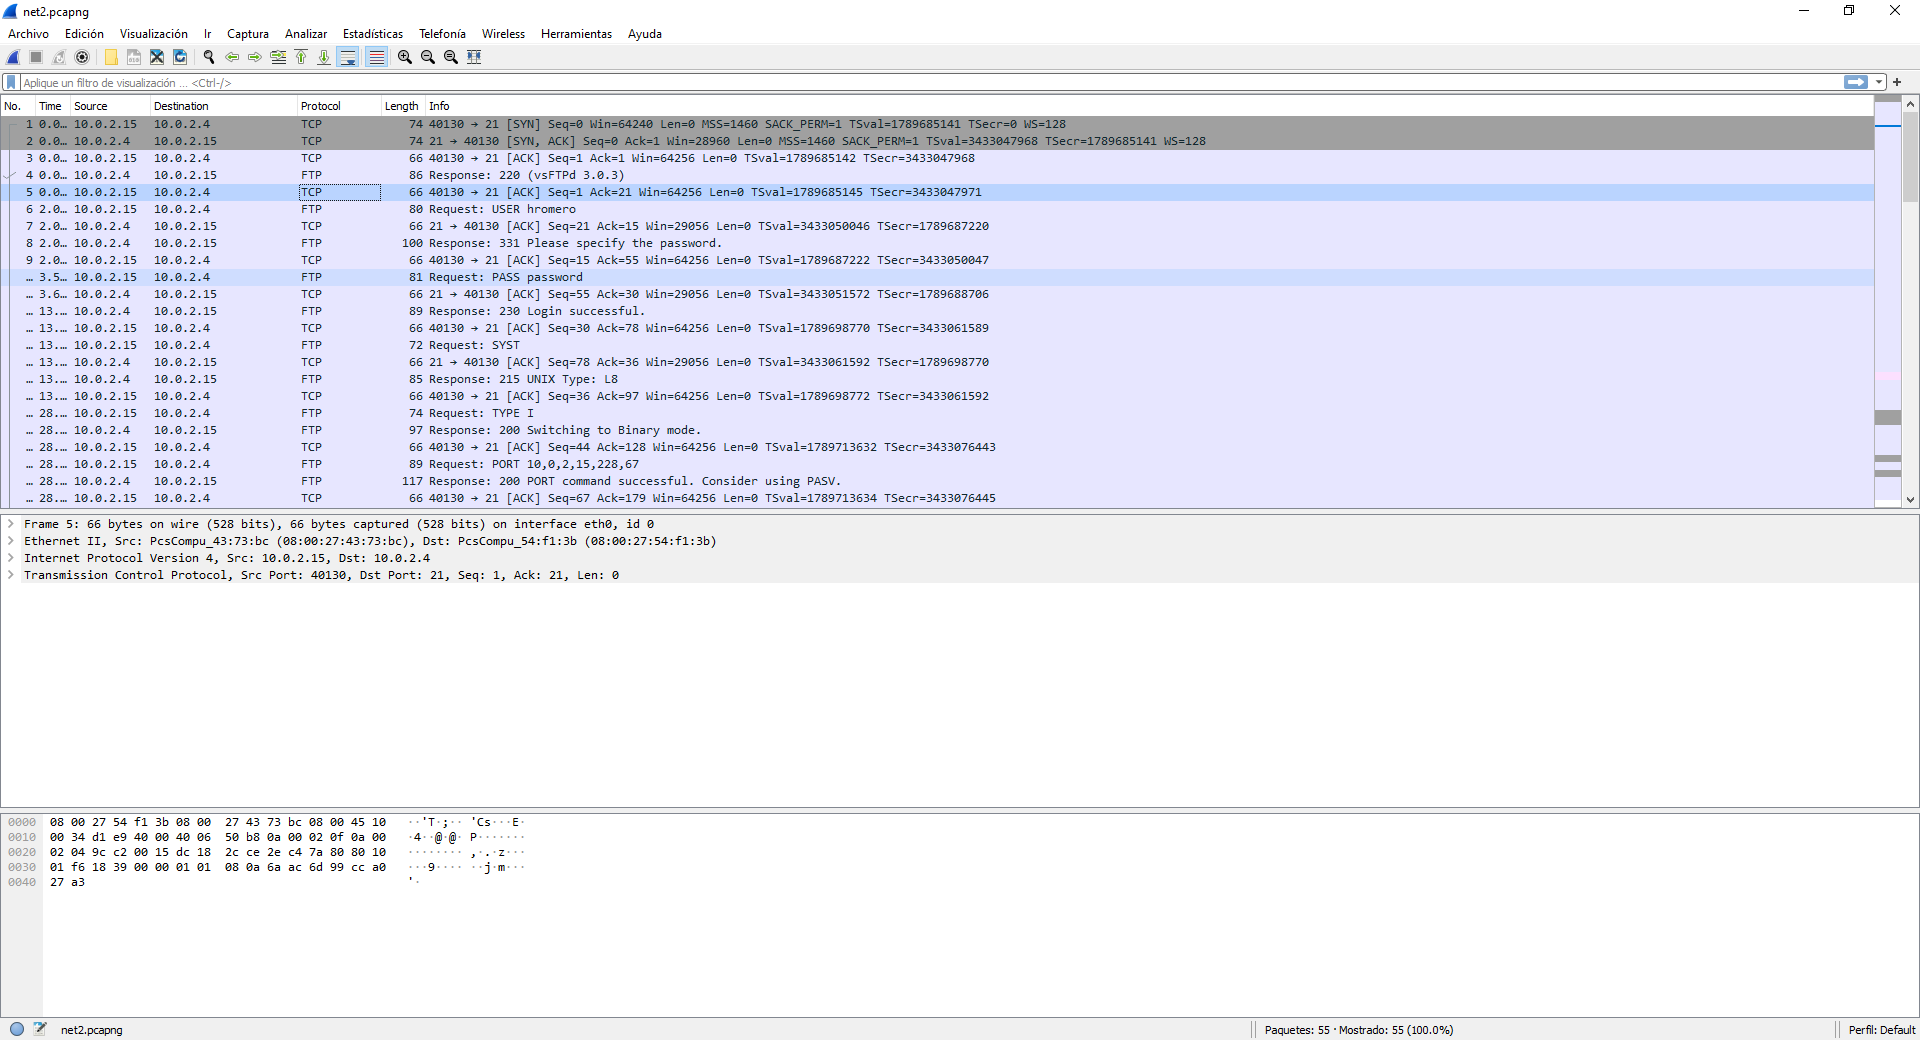 net2.pcapng
Archivo Edición Visualización Ir Captura Analizar Estadísticas Telefonía Wireless Herramientas Ayuda
Aplique un filtro de visualización ... <Ctrl-/>
No. Time Source Destination Protocol Length Info
1 0.0… 10.0.2.15 10.0.2.4 TCP 74 40130 → 21 [SYN] Seq=0 Win=64240 Len=0 MSS=1460 SACK_PERM=1 TSval=1789685141 TSecr=0 WS=128
2 0.0… 10.0.2.4 10.0.2.15 TCP 74 21 → 40130 [SYN, ACK] Seq=0 Ack=1 Win=28960 Len=0 MSS=1460 SACK_PERM=1 TSval=3433047968 TSecr=1789685141 WS=128
3 0.0… 10.0.2.15 10.0.2.4 TCP 66 40130 → 21 [ACK] Seq=1 Ack=1 Win=64256 Len=0 TSval=1789685142 TSecr=3433047968
4 0.0… 10.0.2.4 10.0.2.15 FTP 86 Response: 220 (vsFTPd 3.0.3)
5 0.0… 10.0.2.15 10.0.2.4 TCP 66 40130 → 21 [ACK] Seq=1 Ack=21 Win=64256 Len=0 TSval=1789685145 TSecr=3433047971
6 2.0… 10.0.2.15 10.0.2.4 FTP 80 Request: USER hromero
7 2.0… 10.0.2.4 10.0.2.15 TCP 66 21 → 40130 [ACK] Seq=21 Ack=15 Win=29056 Len=0 TSval=3433050046 TSecr=1789687220
8 2.0… 10.0.2.4 10.0.2.15 FTP 100 Response: 331 Please specify the password.
9 2.0… 10.0.2.15 10.0.2.4 TCP 66 40130 → 21 [ACK] Seq=15 Ack=55 Win=64256 Len=0 TSval=1789687222 TSecr=3433050047
… 3.5… 10.0.2.15 10.0.2.4 FTP 81 Request: PASS password
… 3.6… 10.0.2.4 10.0.2.15 TCP 66 21 → 40130 [ACK] Seq=55 Ack=30 Win=29056 Len=0 TSval=3433051572 TSecr=1789688706
… 13.… 10.0.2.4 10.0.2.15 FTP 89 Response: 230 Login successful.
… 13.… 10.0.2.15 10.0.2.4 TCP 66 40130 → 21 [ACK] Seq=30 Ack=78 Win=64256 Len=0 TSval=1789698770 TSecr=3433061589
… 13.… 10.0.2.15 10.0.2.4 FTP 72 Request: SYST
… 13.… 10.0.2.4 10.0.2.15 TCP 66 21 → 40130 [ACK] Seq=78 Ack=36 Win=29056 Len=0 TSval=3433061592 TSecr=1789698770
… 13.… 10.0.2.4 10.0.2.15 FTP 85 Response: 215 UNIX Type: L8
… 13.… 10.0.2.15 10.0.2.4 TCP 66 40130 → 21 [ACK] Seq=36 Ack=97 Win=64256 Len=0 TSval=1789698772 TSecr=3433061592
… 28.… 10.0.2.15 10.0.2.4 FTP 74 Request: TYPE I
… 28.… 10.0.2.4 10.0.2.15 FTP 97 Response: 200 Switching to Binary mode.
… 28.… 10.0.2.15 10.0.2.4 TCP 66 40130 → 21 [ACK] Seq=44 Ack=128 Win=64256 Len=0 TSval=1789713632 TSecr=3433076443
… 28.… 10.0.2.15 10.0.2.4 FTP 89 Request: PORT 10,0,2,15,228,67
… 28.… 10.0.2.4 10.0.2.15 FTP 117 Response: 200 PORT command successful. Consider using PASV.
… 28.… 10.0.2.15 10.0.2.4 TCP 66 40130 → 21 [ACK] Seq=67 Ack=179 Win=64256 Len=0 TSval=1789713634 TSecr=3433076445
Frame 5: 66 bytes on wire (528 bits), 66 bytes captured (528 bits) on interface eth0, id 0
Ethernet II, Src: PcsCompu_43:73:bc (08:00:27:43:73:bc), Dst: PcsCompu_54:f1:3b (08:00:27:54:f1:3b)
Internet Protocol Version 4, Src: 10.0.2.15, Dst: 10.0.2.4
Transmission Control Protocol, Src Port: 40130, Dst Port: 21, Seq: 1, Ack: 21, Len: 0
0000 08 00 27 54 f1 3b 08 00 27 43 73 bc 08 00 45 10 ··'T·;·· 'Cs···E·
0010 00 34 d1 e9 40 00 40 06 50 b8 0a 00 02 0f 0a 00 ·4··@·@· P·······
0020 02 04 9c c2 00 15 dc 18 2c ce 2e c4 7a 80 80 10 ········ ,·.·z···
0030 01 f6 18 39 00 00 01 01 08 0a 6a ac 6d 99 cc a0 ···9···· ··j·m···
0040 27 a3 '·
net2.pcapng Paquetes: 55 · Mostrado: 55 (100.0%) Perfil: Default